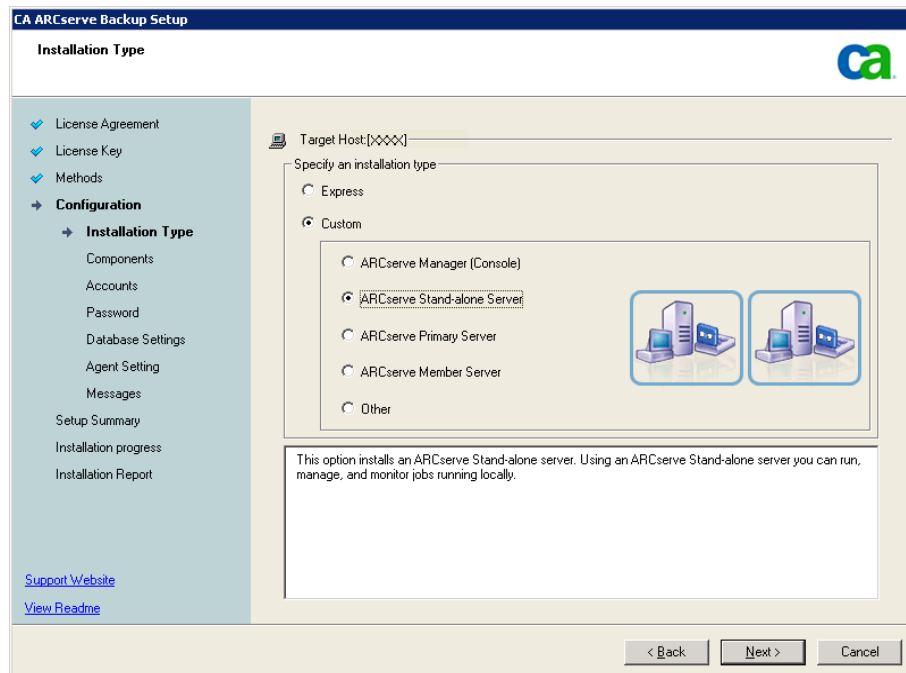 CA ARCserve Backup Setup
Installation Type
ca
License Agreement
License Key
Methods
Configuration
Installation Type
Components
Accounts
Password
Database Settings
Agent Setting
Messages
Setup Summary
Installation progress
Installation Report
Support Website
View Readme
Target Host:[XXXX]
Specify an installation type
Express
Custom
ARCserve Manager (Console)
ARCserve Stand-alone Server
ARCserve Primary Server
ARCserve Member Server
Other
This option installs an ARCserve Stand-alone server. Using an ARCserve Stand-alone server you can run,
manage, and monitor jobs running locally.
< Back
Next >
Cancel